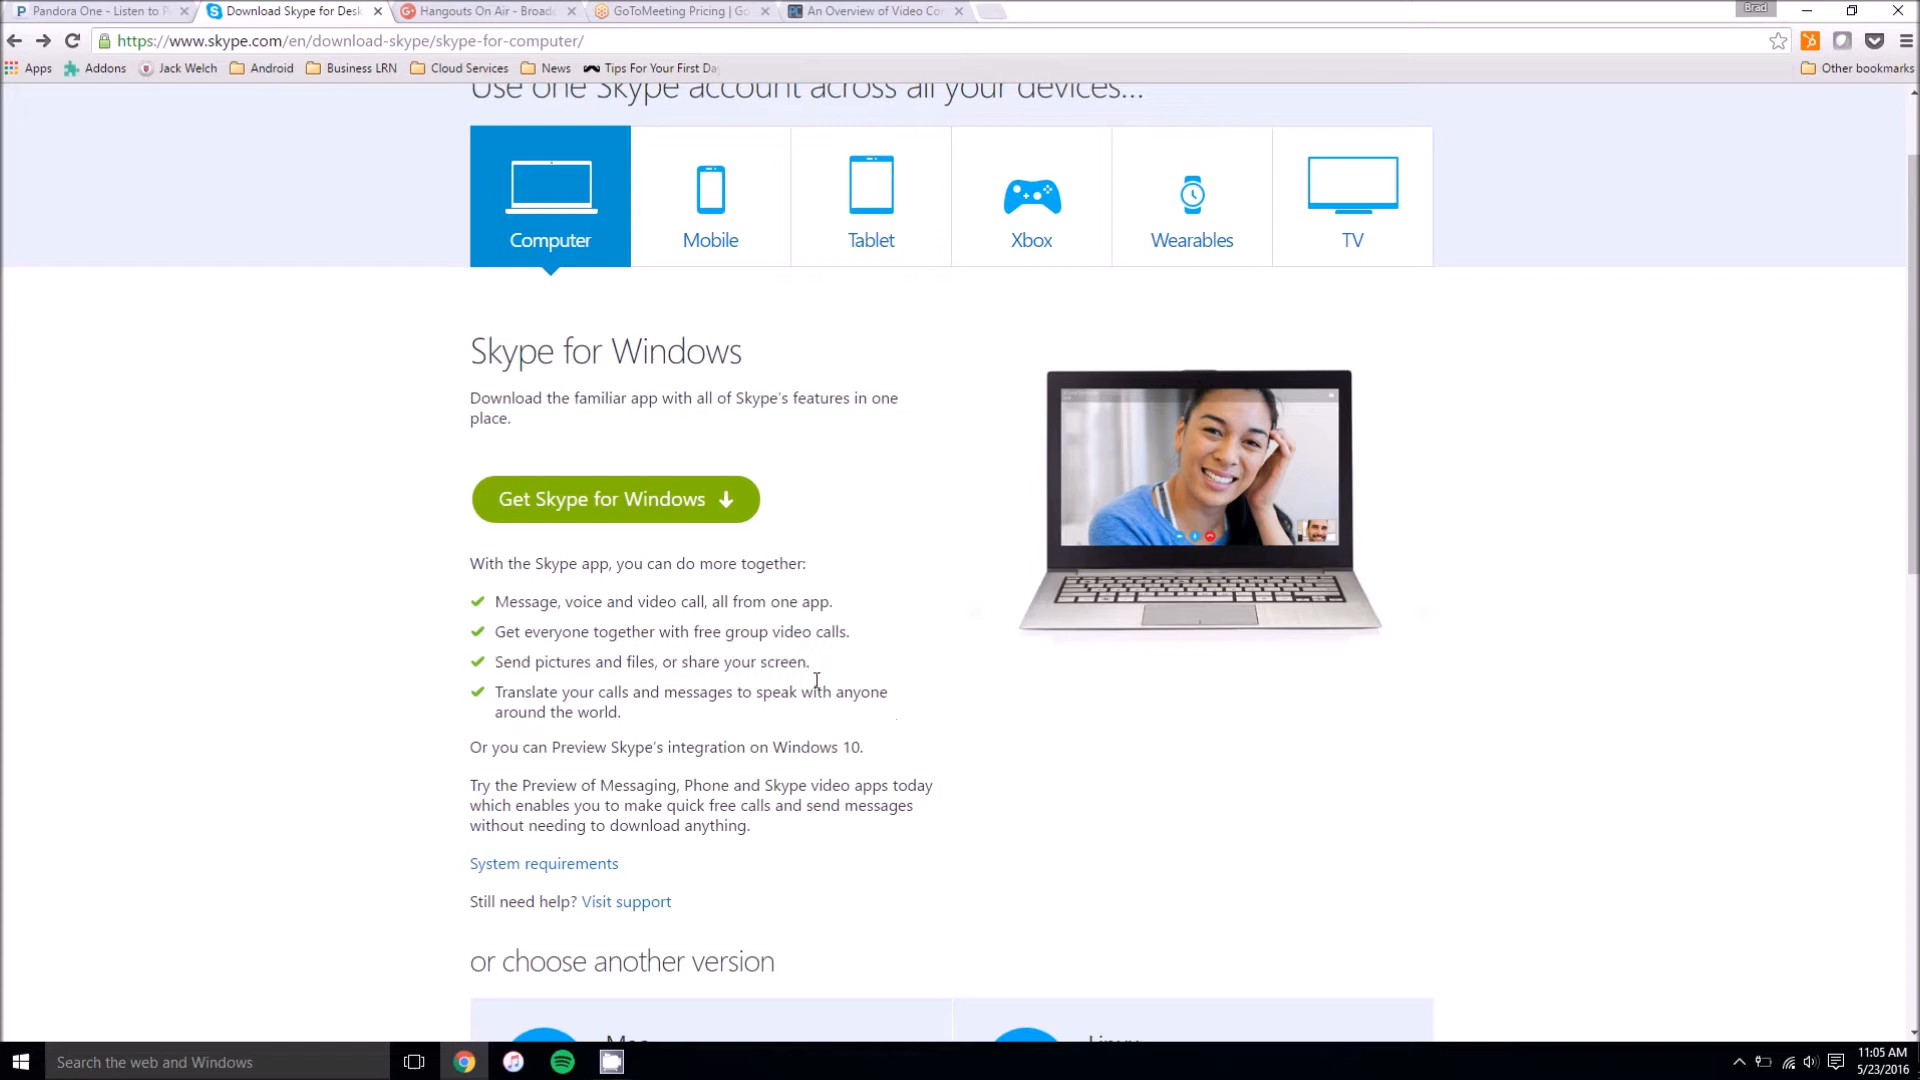 Pandora One - Listen to P
Download Skype for Desk
Hangouts On Air - Broad
GoToMeeting Pricing | Go
An Overview of Video Co
Brad
https://www.skype.com/en/download-skype/skype-for-computer/
Apps
Addons
Jack Welch
Android
Business LRN
Cloud Services
News
Tips For Your First Da
Other bookmarks
Use one Skype account across all your devices...
Computer
Mobile
Tablet
Xbox
Wearables
TV
Skype for Windows
Download the familiar app with all of Skype's features in one
place.
Get Skype for Windows
With the Skype app, you can do more together:
Message, voice and video call, all from one app.
Get everyone together with free group video calls.
Send pictures and files, or share your screen.
Translate your calls and messages to speak with anyone
around the world.
Or you can Preview Skype's integration on Windows 10.
Try the Preview of Messaging, Phone and Skype video apps today
which enables you to make quick free calls and send messages
without needing to download anything.
System requirements
Still need help? Visit support
or choose another version
Mac
Linux
Search the web and Windows
11:05 AM
5/23/2016